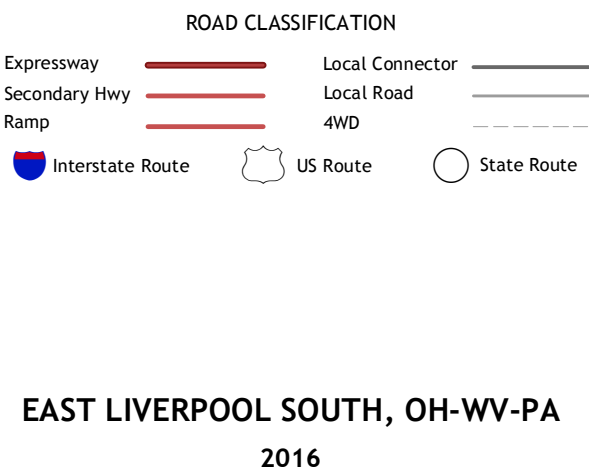 ROAD CLASSIFICATION
Expressway
Local Connector
Secondary Hwy
Local Road
Ramp
4WD
Interstate Route
US Route
State Route
EAST LIVERPOOL SOUTH, OH-WV-PA
2016